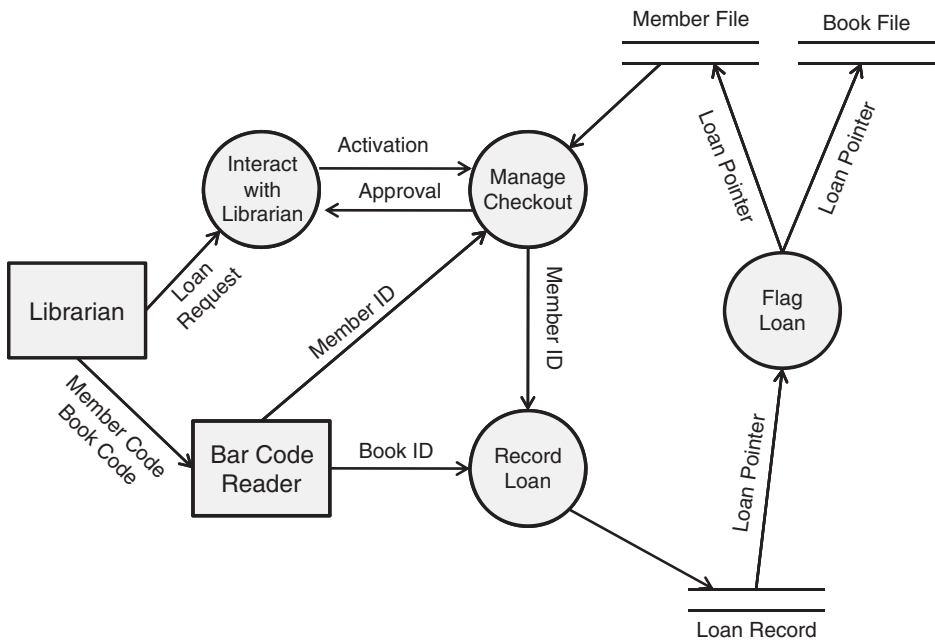 Member File
Book File
Activation
Interact
with
Librarian
Manage
Checkout
Approval
Loan Pointer
Loan Pointer
Loan
Request
Librarian
Member ID
Member ID
Flag
Loan
Member Code
Book Code
Bar Code
Reader
Book ID
Record
Loan
Loan Pointer
Loan Record